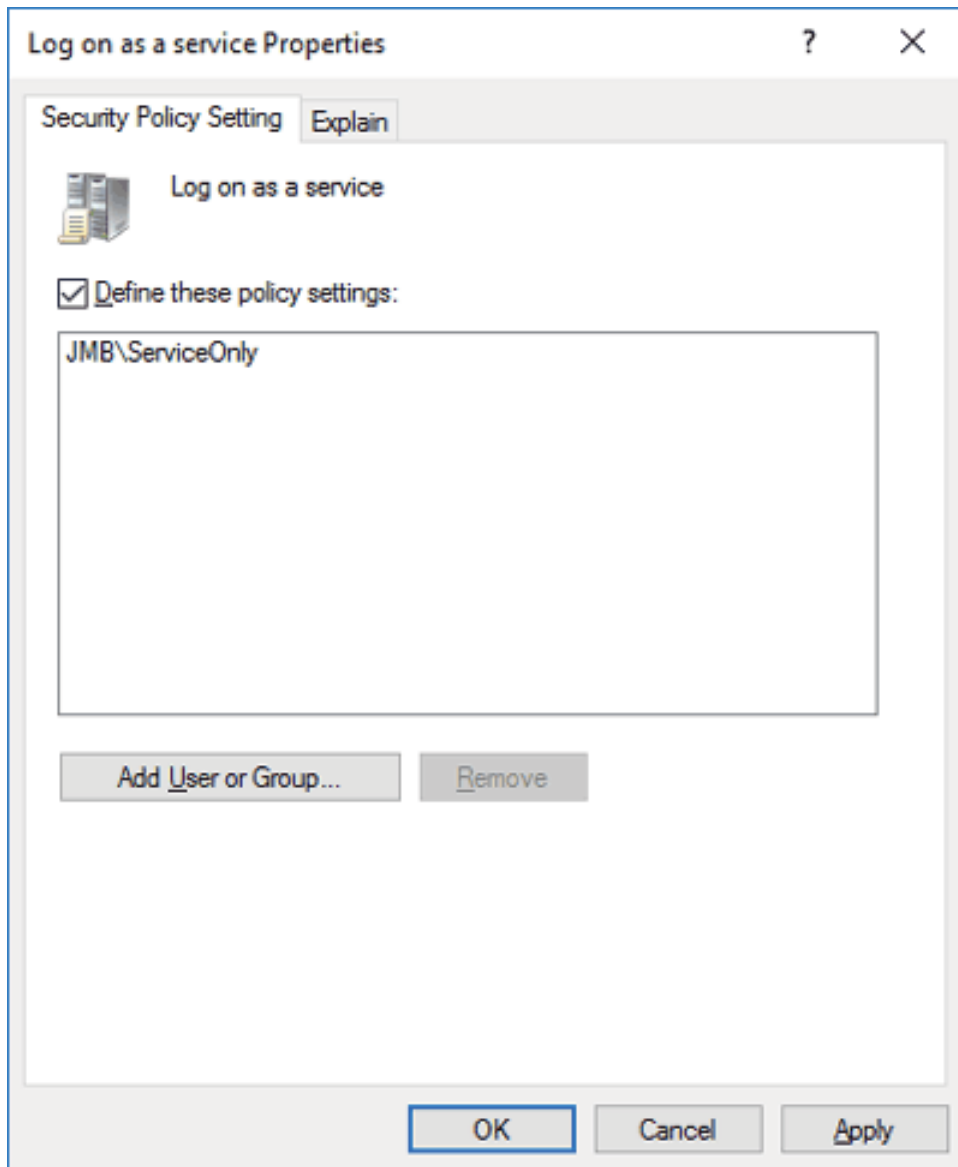 Log on as a service Properties
?
Security Policy Setting
Explain
Log on as a service
Define these policy settings:
JMB\ServiceOnly
Add User or Group...
Remove
OK
Cancel
Apply